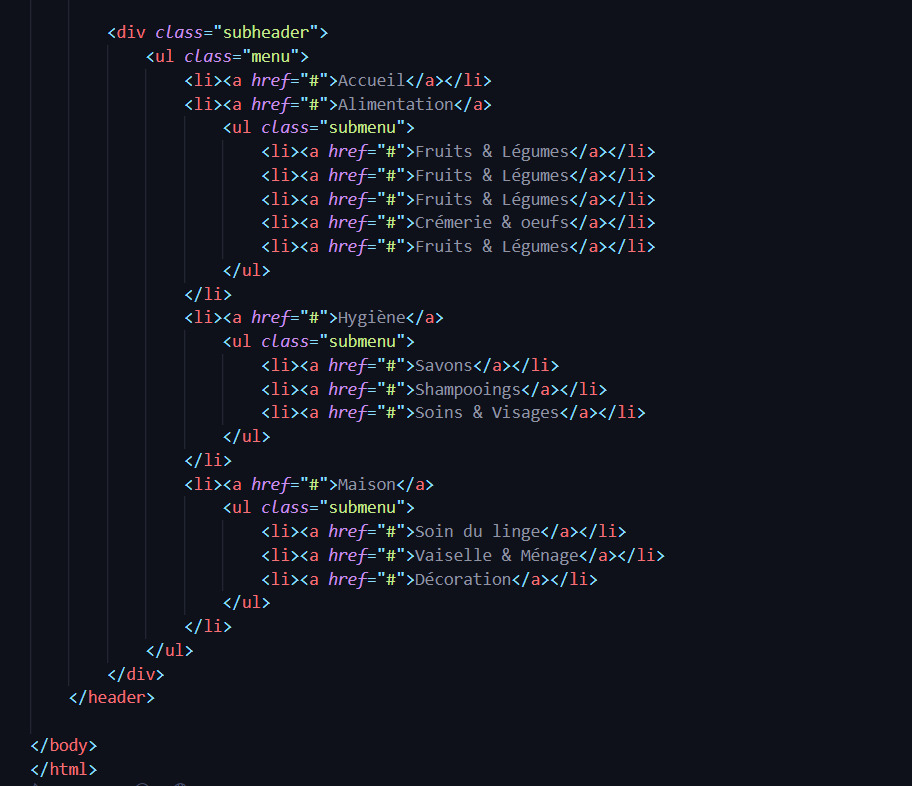 <div class="subheader">
<ul class="menu">
<li><a href="#">Accueil</a></li>
<li><a href="#">Alimentation</a>
<ul class="submenu">
<li><a href="#">Fruits & Légumes</a></li>
<li><a href="#">Fruits & Légumes</a></li>
<li><a href="#">Fruits & Légumes</a></li>
<li><a href="#">Crémerie & oeufs</a></li>
<li><a href="#">Fruits & Légumes</a></li>
</ul>
</li>
<li><a href="#">Hygiène</a>
<ul class="submenu">
<li><a href="#">Savons</a></li>
<li><a href="#">Shampooings</a></li>
<li><a href="#">Soins & Visages</a></li>
</ul>
</li>
<li><a href="#">Maison</a>
<ul class="submenu">
<li><a href="#">Soin du linge</a></li>
<li><a href="#">Vaiselle & Ménage</a></li>
<li><a href="#">Décoration</a></li>
</ul>
</li>
</ul>
</div>
</header>
</body>
</html>